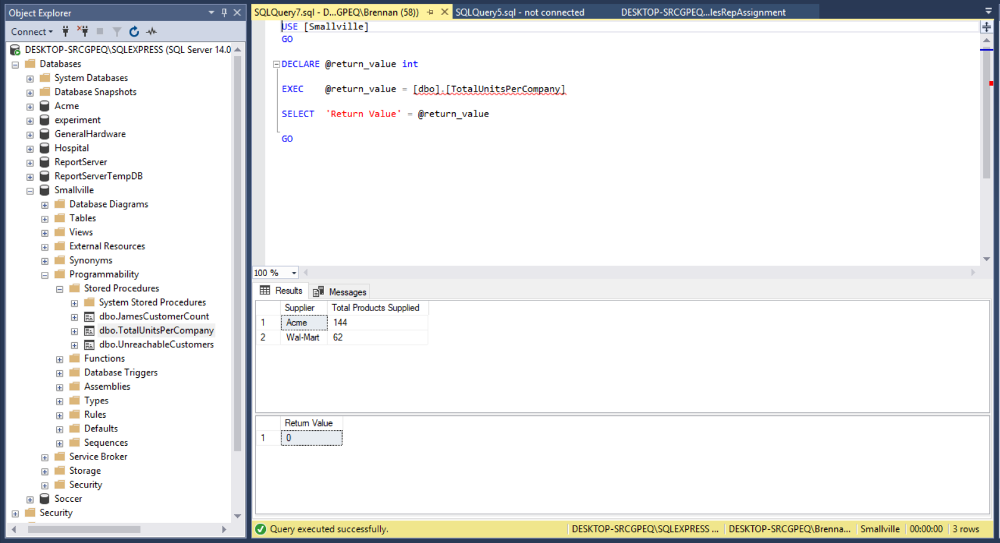 Object Explorer
Connect
DESKTOP-SRCGPEQ\SQLEXPRESS (SQL Server 14.0
Databases
System Databases
Database Snapshots
Acme
experiment
GeneralHardware
Hospital
ReportServer
ReportServerTempDB
Smallville
Database Diagrams
Tables
Views
External Resources
Synonyms
Programmability
Stored Procedures
System Stored Procedures
dbo.JamesCustomerCount
dbo.TotalUnitsPerCompany
dbo.UnreachableCustomers
Functions
Database Triggers
Assemblies
Types
Rules
Defaults
Sequences
Service Broker
Storage
Security
Soccer
Security
SQLQuery7.sql - D...GPEQ\Brennan (58)) SQLQuery5.sql - not connected DESKTOP-SRCGPEQ...lesRepAssignment
USE [Smallville]
GO
DECLARE @return_value int
EXEC @return_value = [dbo].[TotalUnitsPerCompany]
SELECT 'Return Value' = @return_value
GO
100 %
Results Messages
Supplier Total Products Supplied
1 Acme 144
2 Wal-Mart 62
Return Value
1 0
Query executed successfully. DESKTOP-SRCGPEQ\SQLEXPRESS ... DESKTOP-SRCGPEQ\Brenna... Smallville 00:00:00 3 rows